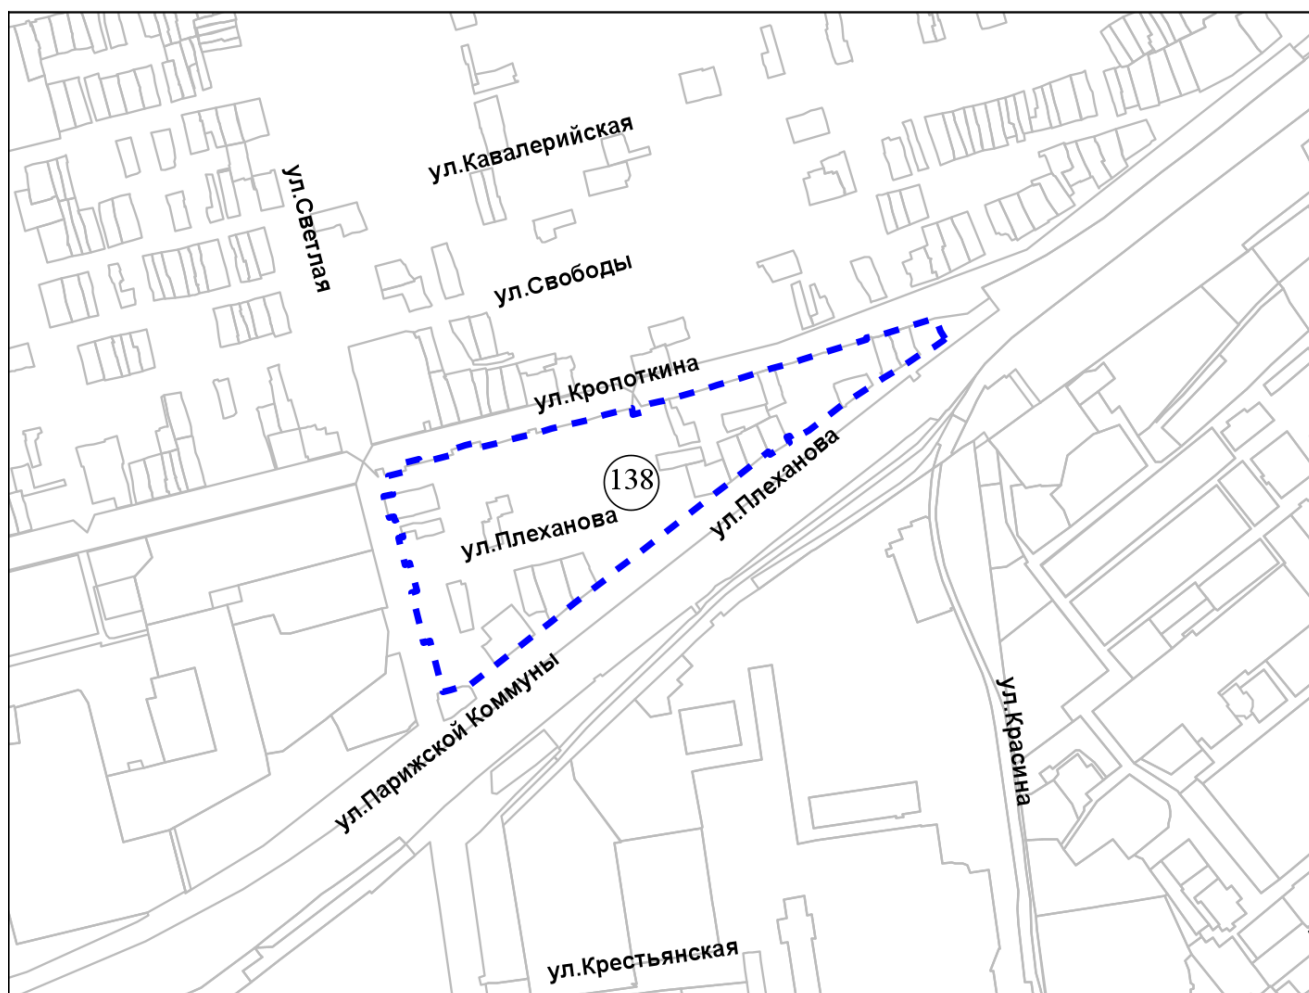 ул.Кавалерийская
ул.Светлая
ул.Свободы
ул.Кропоткина
138
ул.Плеханова
ул.Плеханова
ул.Парижской Коммуны
ул.Красина
ул.Крестьянская